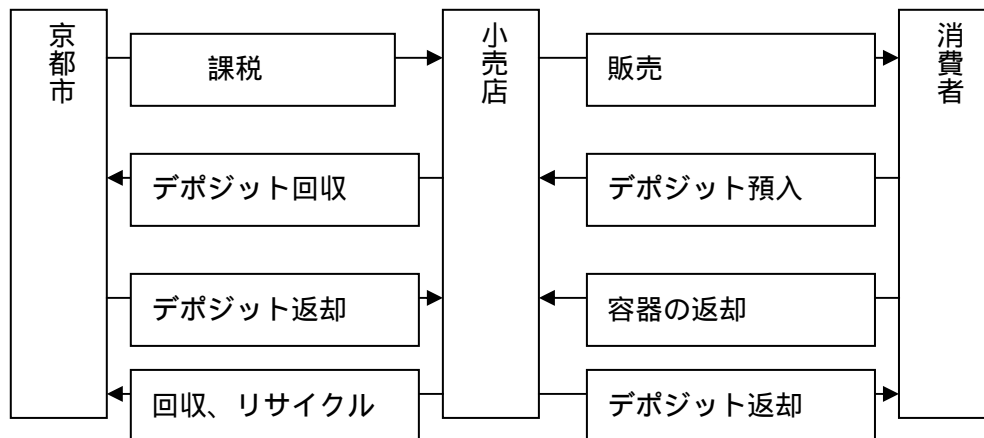 京都市
課税
小売店
販売
消費者
デポジット回収
デポジット預入
デポジット返却
容器の返却
回収、リサイクル
デポジット返却